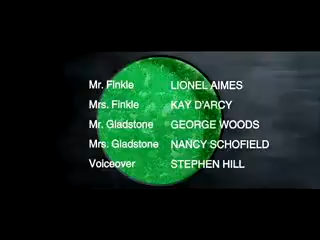 Mr. Finkle LIONEL AIMES
Mrs. Finkle KAY D'ARCY
Mr. Gladstone GEORGE WOODS
Mrs. Gladstone NANCY SCHOFIELD
Voiceover STEPHEN HILL